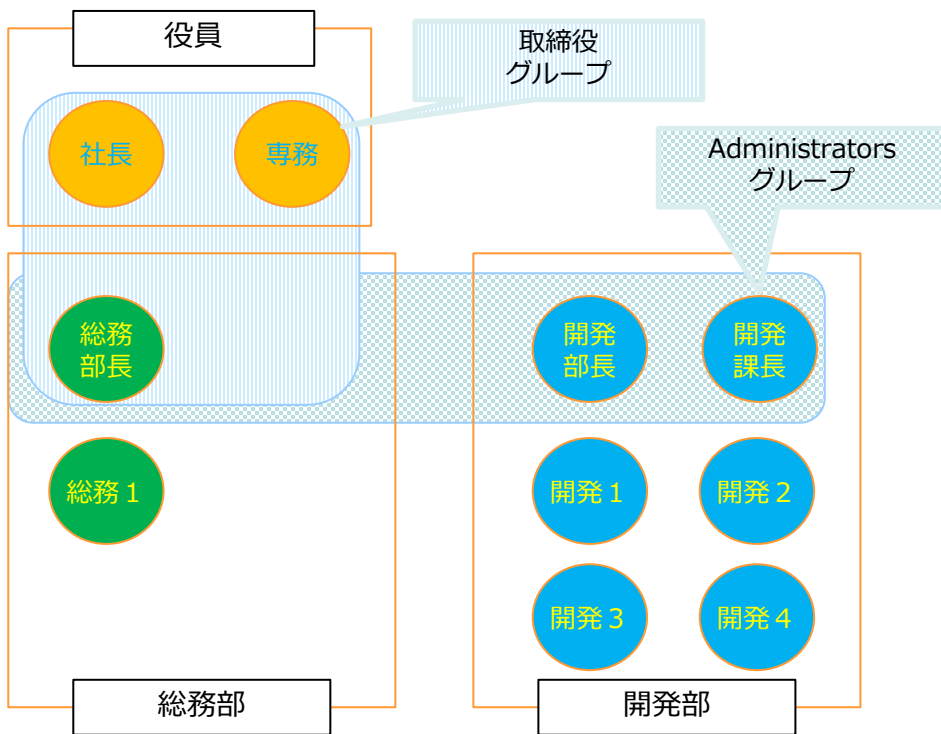 役員
取締役
グループ
社長
専務
Administrators
グループ
総務
部長
開発
部長
開発
課長
総務１
開発１
開発２
開発３
開発４
総務部
開発部